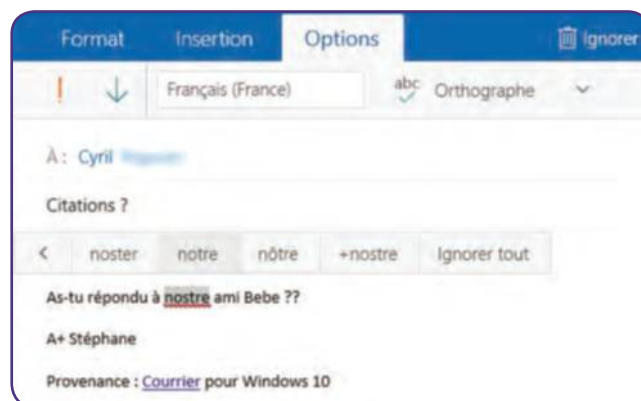 Format Insertion Options Ignorer
Français (France) abc Orthographe
À : Cyril
Citations ?
< noster notre nôtre +nostre Ignorer tout
As-tu répondu à nostre ami Bebe ??
A+ Stéphane
Provenance : Courrier pour Windows 10